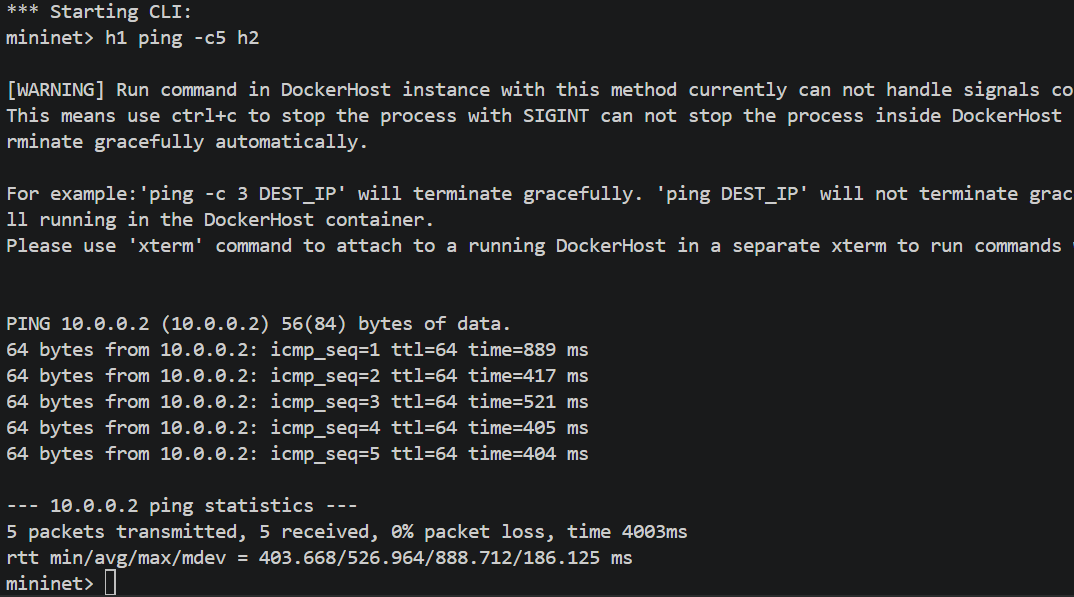 *** Starting CLI:
mininet> h1 ping -c5 h2
[WARNING] Run command in DockerHost instance with this method currently can not handle signals co
This means use ctrl+c to stop the process with SIGINT can not stop the process inside DockerHost
rminate gracefully automatically.
For example:'ping -c 3 DEST_IP' will terminate gracefully. 'ping DEST_IP' will not terminate grac
ll running in the DockerHost container.
Please use 'xterm' command to attach to a running DockerHost in a separate xterm to run commands
PING 10.0.0.2 (10.0.0.2) 56(84) bytes of data.
64 bytes from 10.0.0.2: icmp_seq=1 ttl=64 time=889 ms
64 bytes from 10.0.0.2: icmp_seq=2 ttl=64 time=417 ms
64 bytes from 10.0.0.2: icmp_seq=3 ttl=64 time=521 ms
64 bytes from 10.0.0.2: icmp_seq=4 ttl=64 time=405 ms
64 bytes from 10.0.0.2: icmp_seq=5 ttl=64 time=404 ms
--- 10.0.0.2 ping statistics ---
5 packets transmitted, 5 received, 0% packet loss, time 4003ms
rtt min/avg/max/mdev = 403.668/526.964/888.712/186.125 ms
mininet>